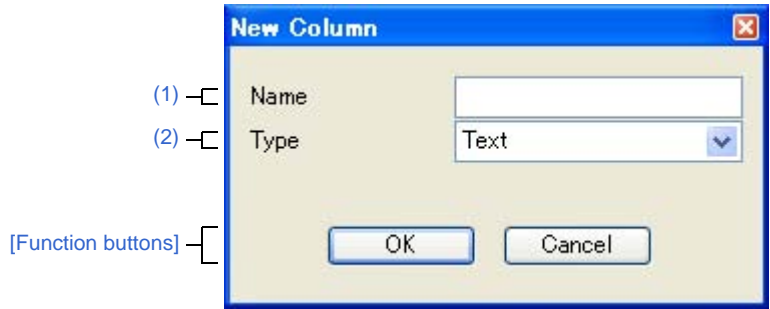 New Column
(1) Name
(2) Type Text
[Function buttons] OK Cancel